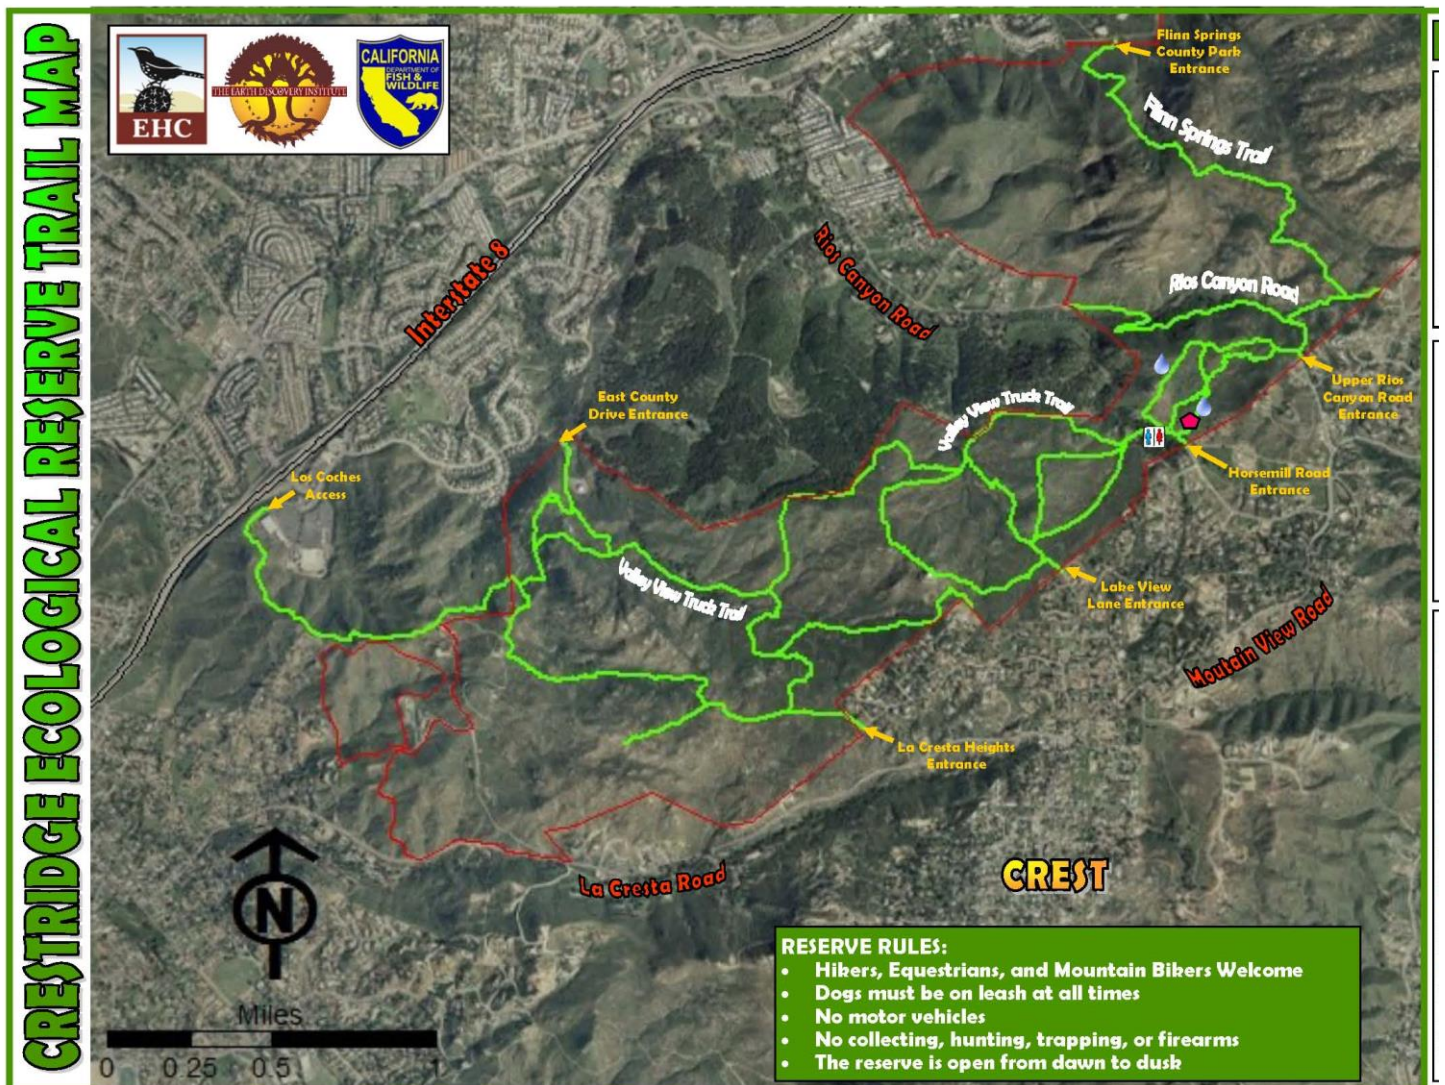 CRESTRIDGE ECOLOGICAL RESERVE TRAIL MAP
EHC
THE EARTH DISCOVERY INSTITUTE
CALIFORNIA
DEPARTMENT OF
FISH &
WILDLIFE
Flinn Springs
County Park
Entrance
Flinn Springs Trail
Interstate 8
Rios Canyon Road
Rios Canyon Road
Upper Rios
Canyon Road
Entrance
East County
Drive Entrance
Valley View Truck Trail
Los Coches
Access
Horsemill Road
Entrance
Valley View Truck Trail
Lake View
Lane Entrance
Moutain View Road
La Cresta Heights
Entrance
La Cresta Road
CREST
N
Miles
0 0.25 0.5 1
RESERVE RULES:
• Hikers, Equestrians, and Mountain Bikers Welcome
• Dogs must be on leash at all times
• No motor vehicles
• No collecting, hunting, trapping, or firearms
• The reserve is open from dawn to dusk